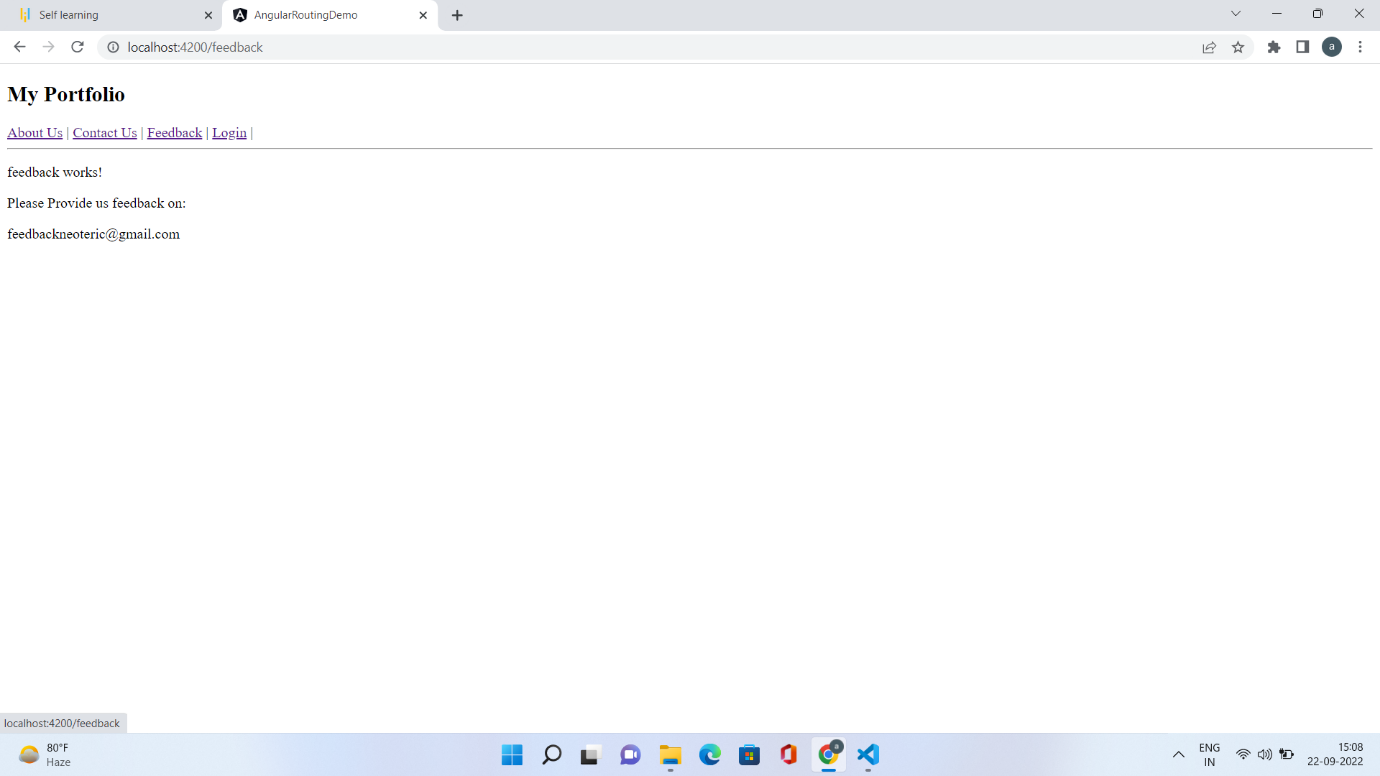 Self learning
AngularRoutingDemo
localhost:4200/feedback
a
My Portfolio
About Us | Contact Us | Feedback | Login |
feedback works!
Please Provide us feedback on:
feedbackneoteric@gmail.com
localhost:4200/feedback
80°F
Haze
a
ENG
IN
15:08
22-09-2022